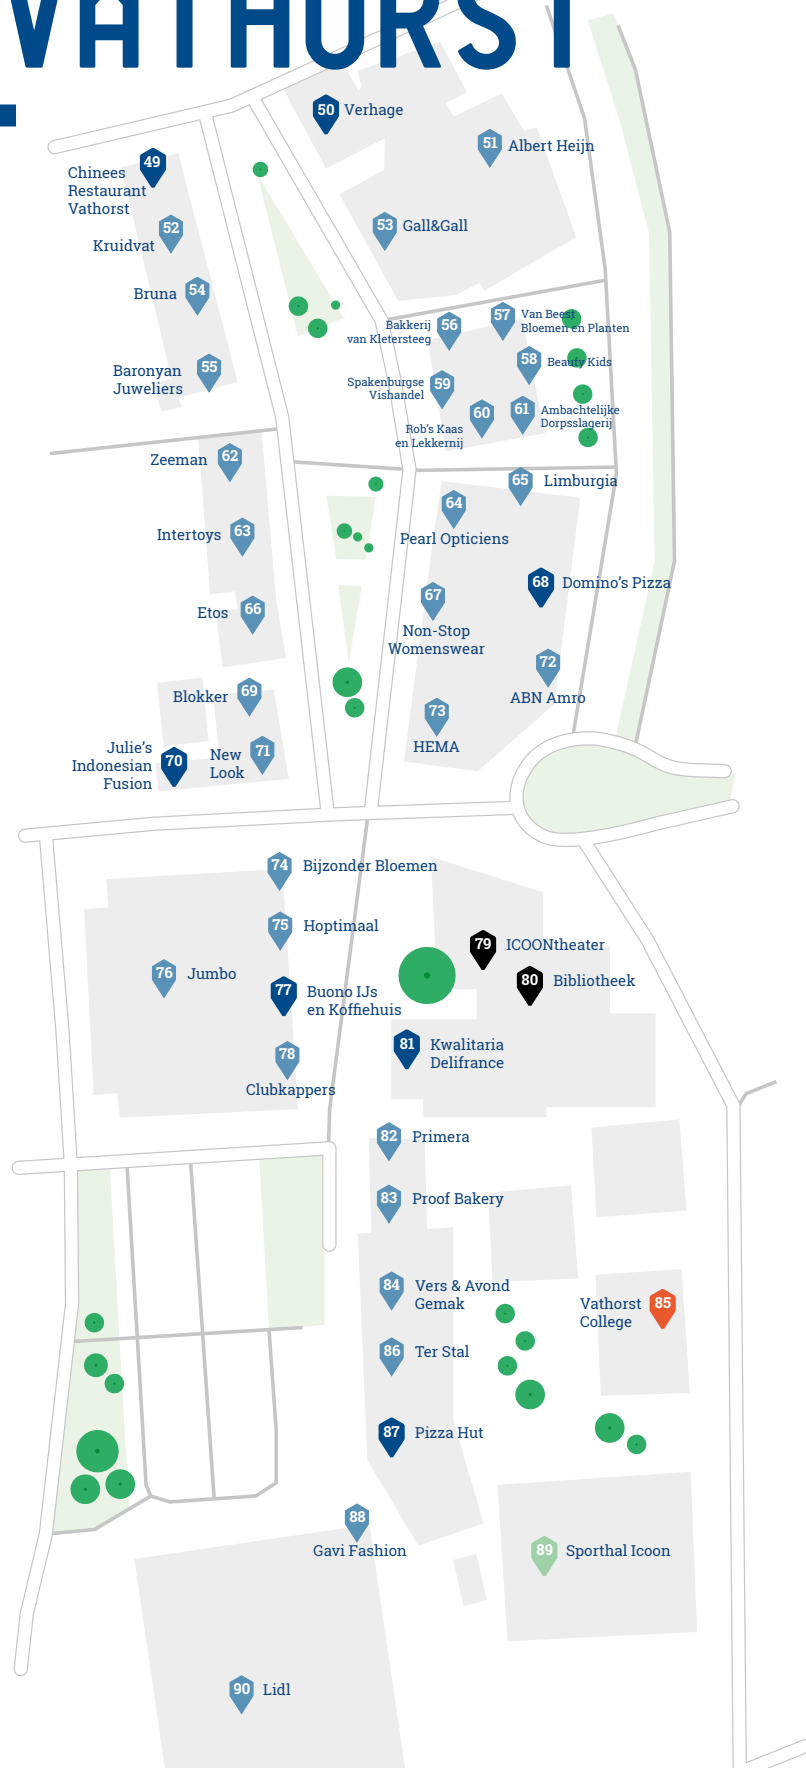 VATHORST
50 Verhage
51 Albert Heijn
49
Chinees
Restaurant
Vathorst
52
Kruidvat
53 Gall&Gall
54
Bruna
55
Baronyan
Juweliers
56
Bakkerij
van Kletersteeg
57
Van Beest
Bloemen en Planten
58 Beauty Kids
59
Spakenburgse
Vishandel
60
Rob's Kaas
en Lekkernij
61
Ambachtelijke
Dorpsslagerij
Zeeman 62
65 Limburgia
64
Pearl Opticiens
Intertoys 63
68 Domino's Pizza
67
Non-Stop
Womenswear
Etos 66
72
ABN Amro
Blokker 69
73
HEMA
Julie's
Indonesian
Fusion
70
New
Look
71
74 Bijzonder Bloemen
75 Hoptimaal
76 Jumbo
77
Buono IJs
en Koffiehuis
78
Clubkappers
79 ICOONtheater
80 Bibliotheek
81
Kwalitaria
Delifrance
82 Primera
83 Proof Bakery
84
Vers & Avond
Gemak
Vathorst
College
85
86 Ter Stal
87 Pizza Hut
88
Gavi Fashion
89 Sporthal Icoon
90 Lidl